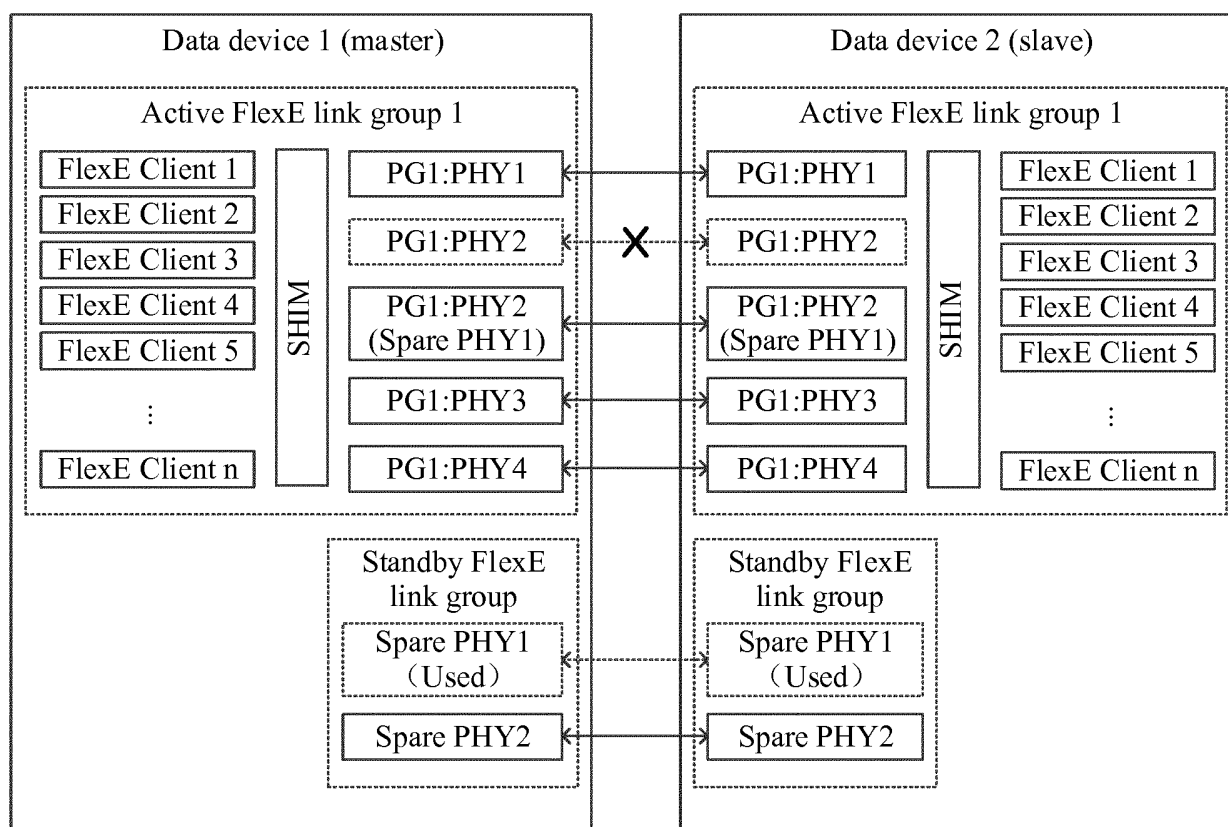 Data device 1 (master)
Active FlexE link group 1
FlexE Client 1
FlexE Client 2
FlexE Client 3
FlexE Client 4
FlexE Client 5
⋮
FlexE Client n
SHIM
PG1:PHY1
PG1:PHY2
PG1:PHY2
(Spare PHY1)
PG1:PHY3
PG1:PHY4
Standby FlexE
link group
Spare PHY1
（Used）
Spare PHY2
Data device 2 (slave)
Active FlexE link group 1
PG1:PHY1
PG1:PHY2
PG1:PHY2
(Spare PHY1)
PG1:PHY3
PG1:PHY4
SHIM
FlexE Client 1
FlexE Client 2
FlexE Client 3
FlexE Client 4
FlexE Client 5
⋮
FlexE Client n
Standby FlexE
link group
Spare PHY1
（Used）
Spare PHY2